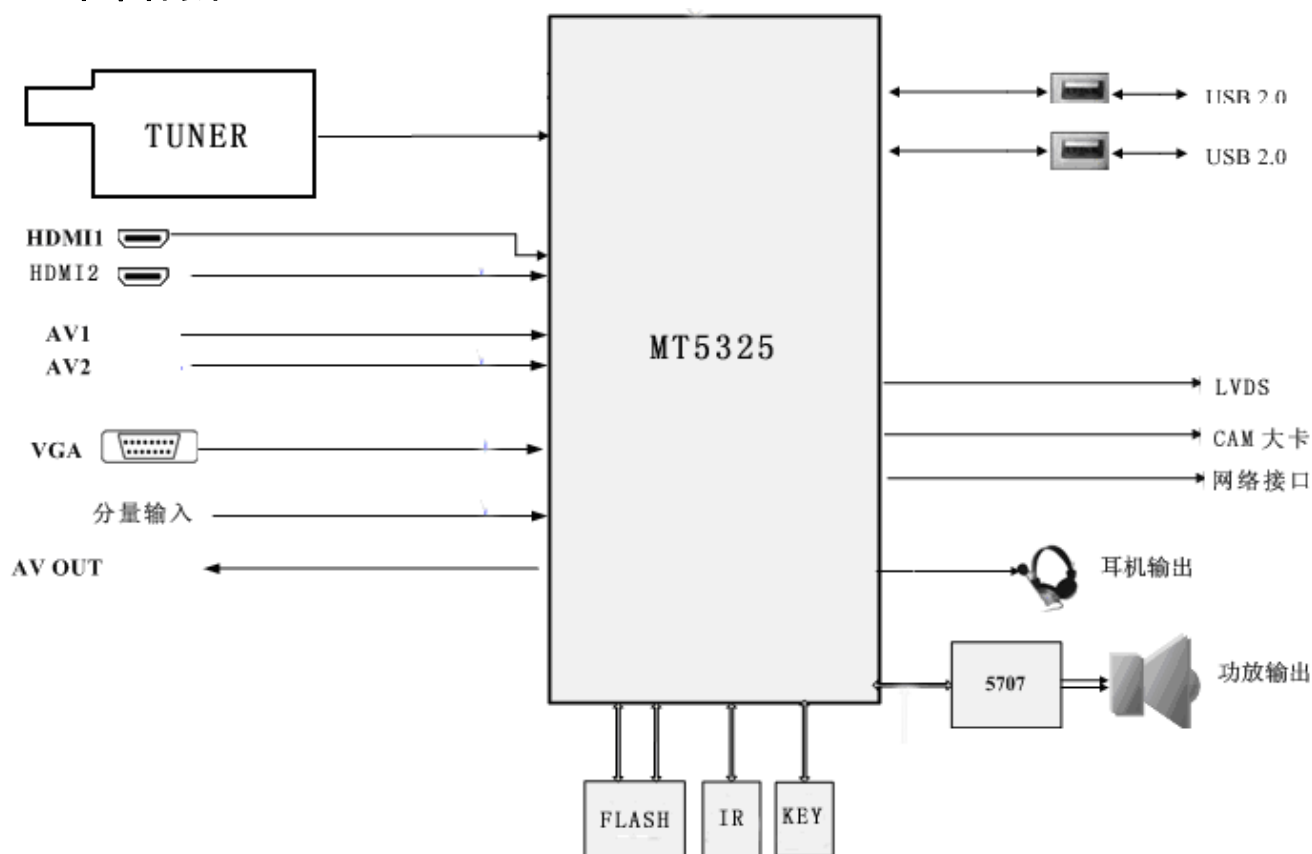 TUNER
HDMI1
HDMI2
AV1
AV2
VGA
分量输入
AV OUT
MT5325
USB 2.0
USB 2.0
LVDS
CAM 大卡
网络接口
耳机输出
5707
功放输出
FLASH
IR
KEY